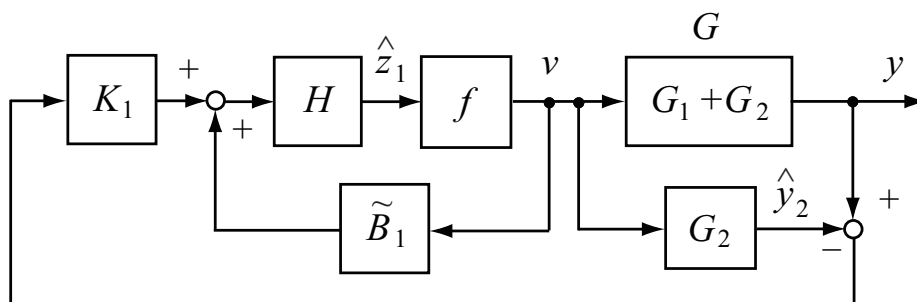 G
ẑ₁
v
y
+
K₁
H
f
G₁ + G₂
+
B̃₁
G₂
ŷ₂
+
−